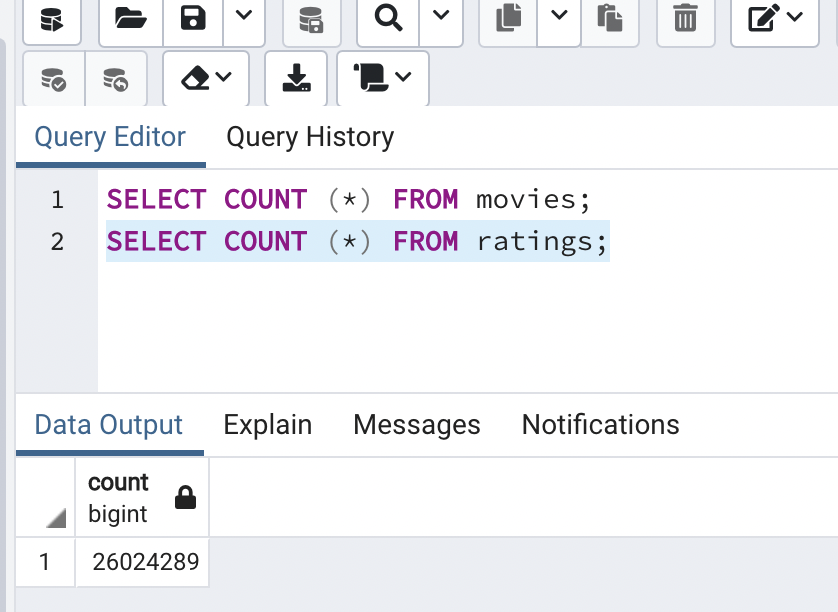 Query Editor Query History
1 SELECT COUNT (*) FROM movies;
2 SELECT COUNT (*) FROM ratings;
Data Output Explain Messages Notifications
count
bigint
1 26024289